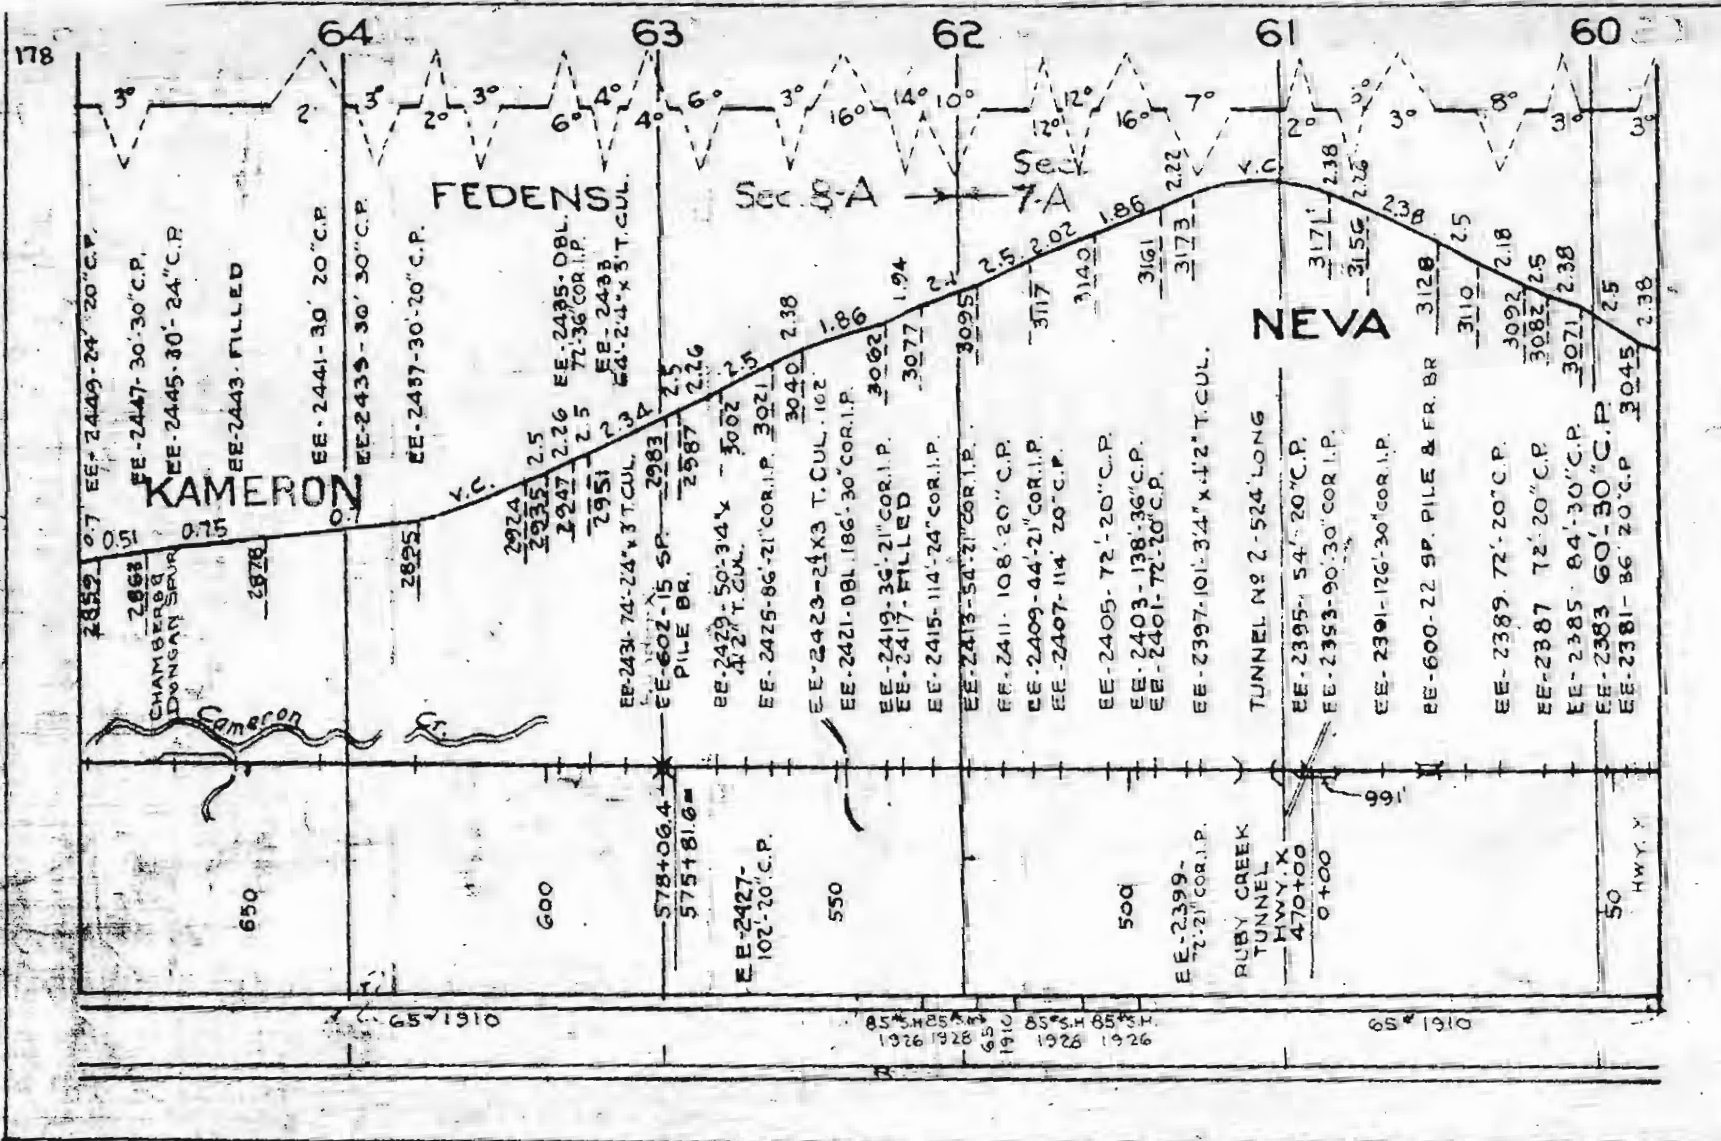 178
64
63
62
61
60
3°
2
3°
2°
3°
6°
4°
4°
6°
3°
16°
14°
10°
12°
12°
16°
7°
2°
3°
3°
8°
3°
3°
FEDENS
Sec. 8-A
Sec
7-A
KAMERON
NEVA
EE-2449-24' 20"C.P.
EE-2447-30'-30"C.P.
EE-2445-30'-24"C.P.
EE-2443-FILLED
EE-2441-30' 20"C.P.
EE-2439-30' 30"C.P.
EE-2437-30'-20"C.P.
EE-2435-DBL.
72'-36"COR.I.P.
EE-2433
64'-2'4"x3'T.CUL.
0.7
0.51
0.75
0.7
V.C.
2.5
2.26
2.5
2.34
2.5
2.26
2.5
2.38
1.86
1.94
2.5
2.02
1.86
2.22
V.C.
2.38
2.26
2.38
2.5
2.18
2.5
2.38
2.5
2.38
2859
2868
2878
2895
2924
2935
2947
2951
2983
2987
3002
3021
3040
3062
3077
3095
3117
3140
3161
3173
3171
3156
3128
3110
3092
3082
3071
3045
CHAMBERS
DONGAN SPUR
EE-2431-74'-2'4"x3'T.CUL.
EE-602-15 SP.
PILE BR.
EE-2429-50'-3'4"x
4'2"T.CUL.
EE-2425-86'-21"COR.I.P.
EE-2423-24X3 T.CUL.102
EE-2421-DBL.186'-30"COR.I.P.
EE-2419-36'-21"COR.I.P.
EE-2417-FILLED
EE-2415-114'-24"COR.I.P
EE-2413-54'-21"COR.I.P.
EE-2411-108'-20"C.P.
EE-2409-44'-21"COR.I.P
EE-2407-114' 20"C.P.
EE-2405-72'-20"C.P.
EE-2403-138'-36"C.P.
EE-2401-72'-20"C.P.
EE-2397-101'-3'4"x4'2"T.CUL.
TUNNEL Nº 2-524' LONG
EE-2395-54' 20"C.P.
EE-2393-90'-30"COR.I.P.
EE-2391-126'-30"COR.I.P.
EE-600-22 SP. PILE & FR. BR
EE-2389-72'-20"C.P.
EE-2387 72'-20"C.P.
EE-2385-84'-30"C.P.
EE-2383 60'-30"C.P.
EE-2381-86' 20"C.P
Cameron Cr.
991'
650
600
578+06.4
575+81.6
EE-2427-
102'-20"C.P.
550
500
EE-2399-
72'-21"COR.I.P.
RUBY CREEK
TUNNEL
HWY. X
470+00
0+00
50
HWY. X
65# 1910
85#S.H
1926
85#S.H
1928
65
1910
85#S.H
1928
85#S.H.
1926
65# 1910